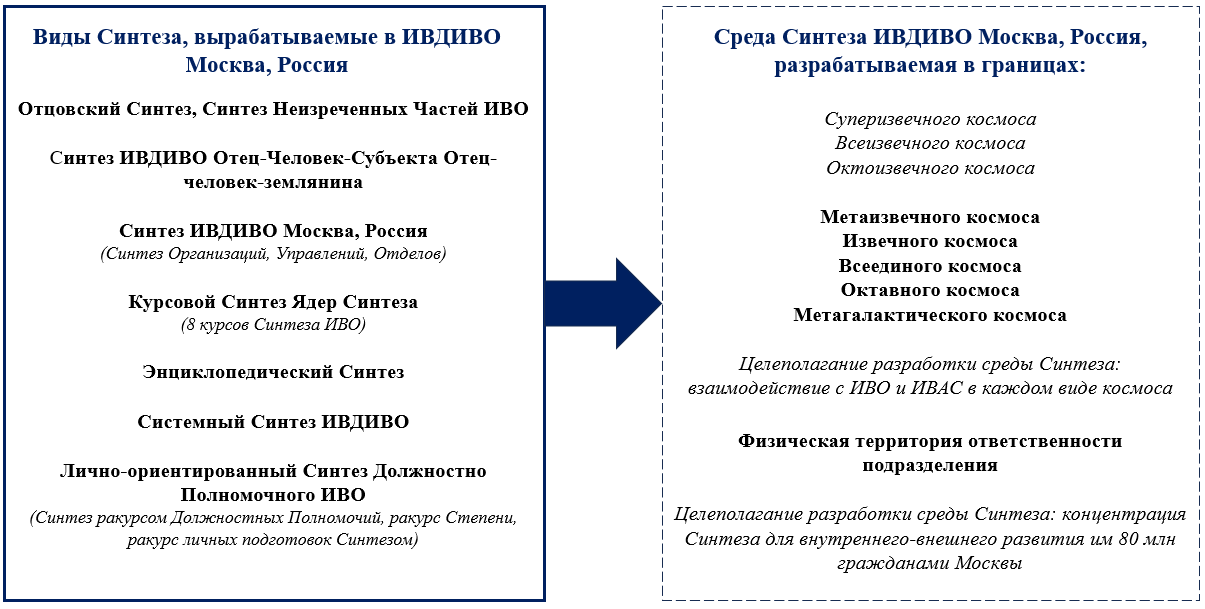 Виды Синтеза, вырабатываемые в ИВДИВО
Москва, Россия
Отцовский Синтез, Синтез Неизреченных Частей ИВО
Синтез ИВДИВО Отец-Человек-Субъекта Отец-
человек-землянина
Синтез ИВДИВО Москва, Россия
(Синтез Организаций, Управлений, Отделов)
Курсовой Синтез Ядер Синтеза
(8 курсов Синтеза ИВО)
Энциклопедический Синтез
Системный Синтез ИВДИВО
Лично-ориентированный Синтез Должностно
Полномочного ИВО
(Синтез ракурсом Должностных Полномочий, ракурс Степени,
ракурс личных подготовок Синтезом)
Среда Синтеза ИВДИВО Москва, Россия,
разрабатываемая в границах:
Суперизвечного космоса
Всеизвечного космоса
Октоизвечного космоса
Метаизвечного космоса
Извечного космоса
Всеединого космоса
Октавного космоса
Метагалактического космоса
Целеполагание разработки среды Синтеза:
взаимодействие с ИВО и ИВАС в каждом виде космоса
Физическая территория ответственности
подразделения
Целеполагание разработки среды Синтеза: концентрация
Синтеза для внутреннего-внешнего развития им 80 млн
гражданами Москвы